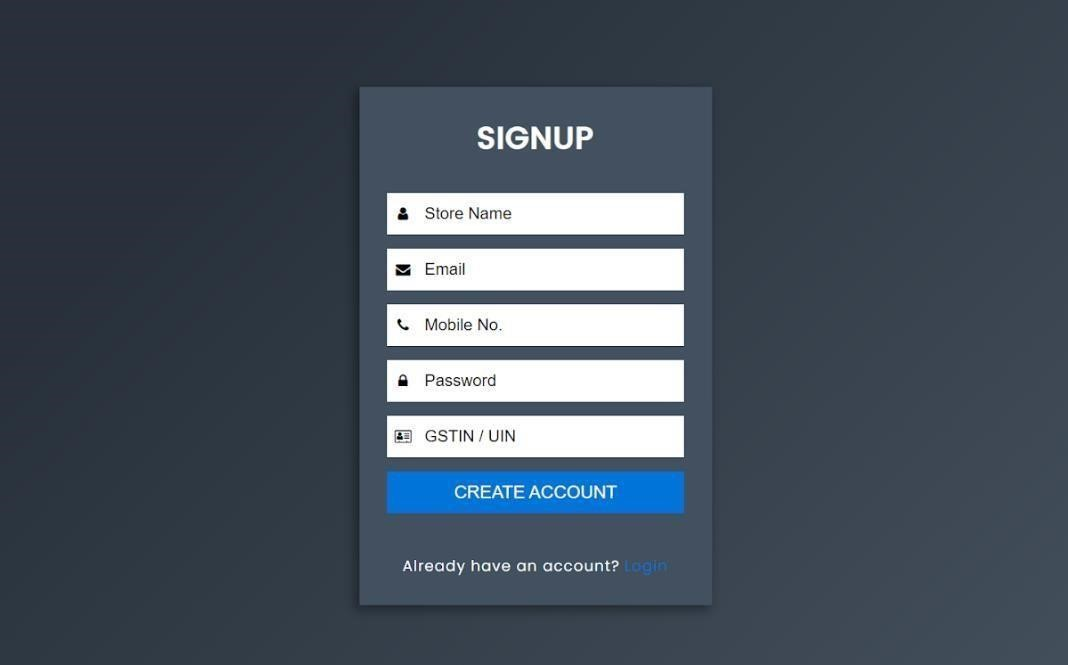 SIGNUP
Store Name
Email
Mobile No.
Password
GSTIN / UIN
CREATE ACCOUNT
Already have an account? Login